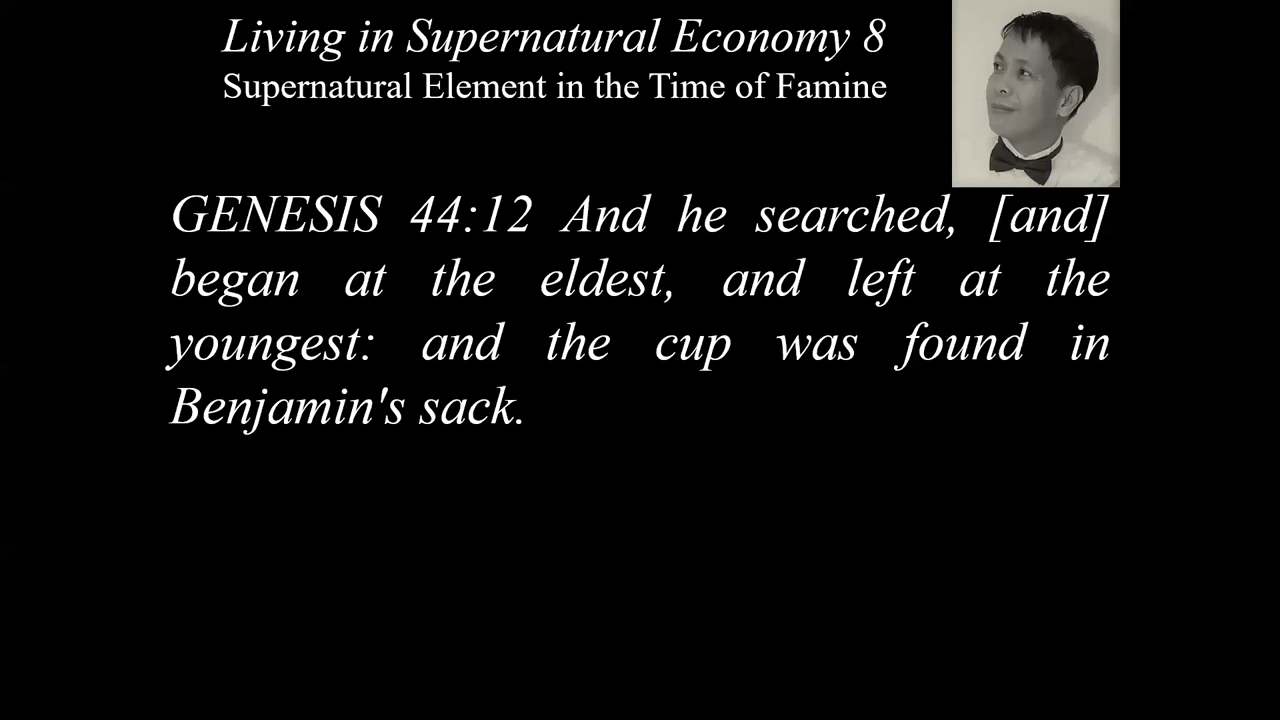 Living in Supernatural Economy 8
Supernatural Element in the Time of Famine
GENESIS 44:12 And he searched, [and]
began at the eldest, and left at the
youngest: and the cup was found in
Benjamin's sack.